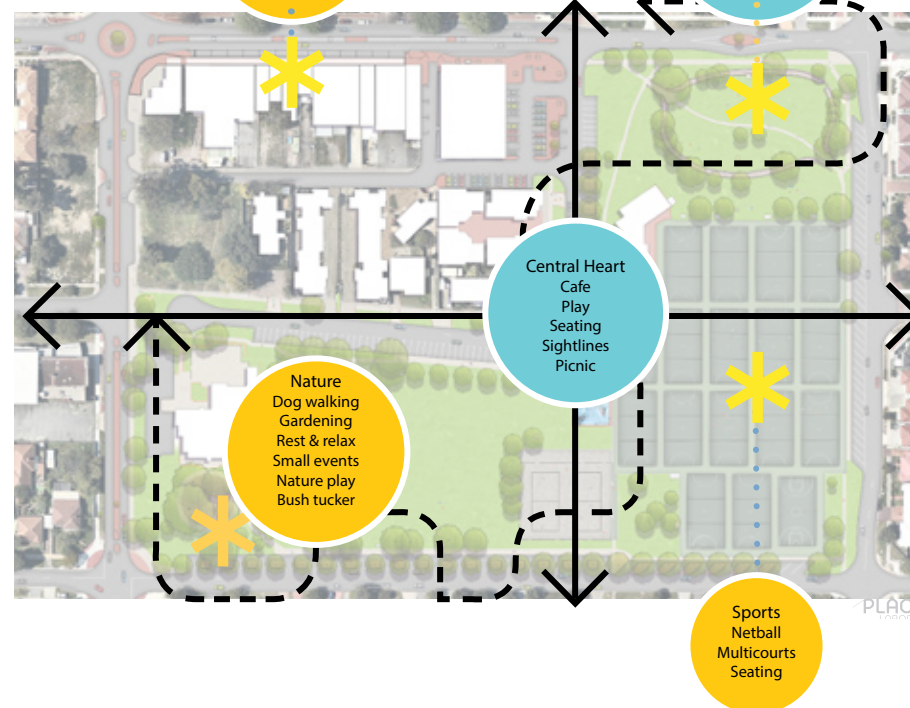 Central Heart
Cafe
Play
Seating
Sightlines
Picnic
Nature
Dog walking
Gardening
Rest & relax
Small events
Nature play
Bush tucker
PLAC
Sports
Netball
Multicourts
Seating